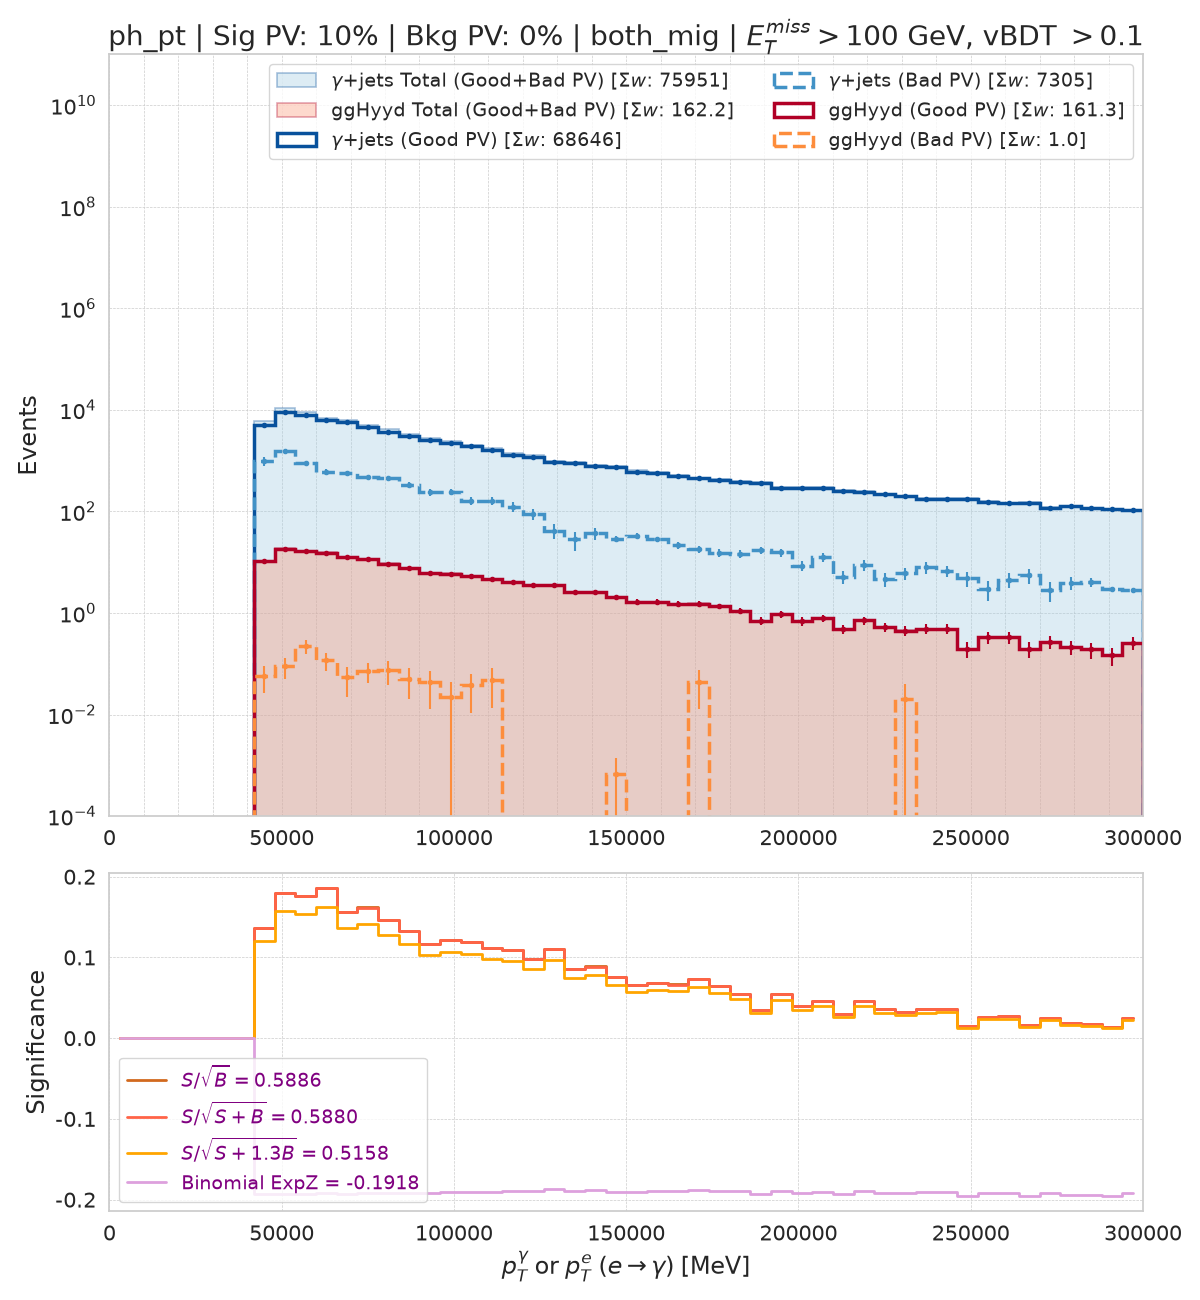 ph_pt | Sig PV: 10% | Bkg PV: 0% | both_mig | $E_T^{miss} > 100$ GeV, vBDT $> 0.1$
γ+jets Total (Good+Bad PV) [Σw: 75951]
ggHyyd Total (Good+Bad PV) [Σw: 162.2]
γ+jets (Good PV) [Σw: 68646]
γ+jets (Bad PV) [Σw: 7305]
ggHyyd (Good PV) [Σw: 161.3]
ggHyyd (Bad PV) [Σw: 1.0]
Events
$10^{10}$
$10^{8}$
$10^{6}$
$10^{4}$
$10^{2}$
$10^{0}$
$10^{-2}$
$10^{-4}$
0 50000 100000 150000 200000 250000 300000
Significance
0.2
0.1
0.0
-0.1
-0.2
$S/\sqrt{B} = 0.5886$
$S/\sqrt{S+B} = 0.5880$
$S/\sqrt{S+1.3B} = 0.5158$
Binomial ExpZ = -0.1918
0 50000 100000 150000 200000 250000 300000
$p_T^{γ}$ or $p_T^{e}$ $(e → γ)$ [MeV]